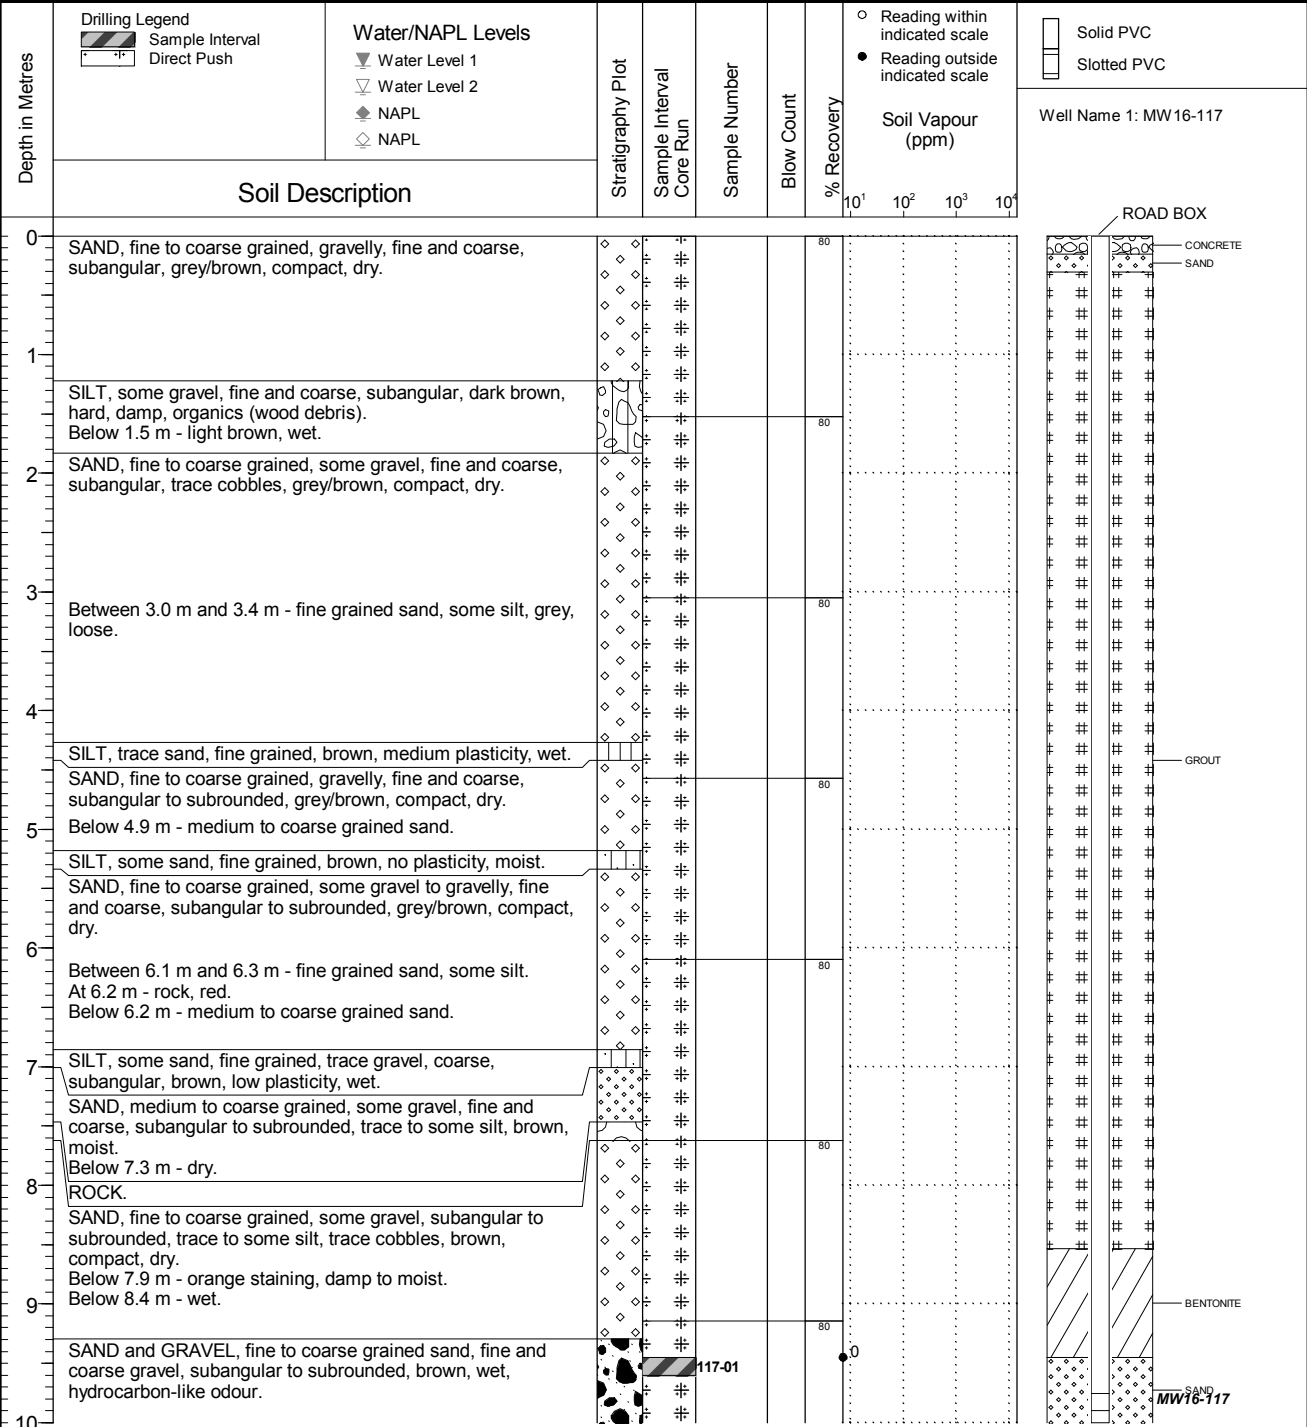 Drilling Legend
Sample Interval
Direct Push
Water/NAPL Levels
Water Level 1
Water Level 2
NAPL
NAPL
Depth in Metres
Soil Description
Stratigraphy Plot
Sample Interval
Core Run
Sample Number
Blow Count
% Recovery
Reading within
indicated scale
Reading outside
indicated scale
Soil Vapour
(ppm)
10¹ 10² 10³ 10⁴
Solid PVC
Slotted PVC
Well Name 1: MW16-117
ROAD BOX
0
SAND, fine to coarse grained, gravelly, fine and coarse,
subangular, grey/brown, compact, dry.
80
CONCRETE
SAND
1
SILT, some gravel, fine and coarse, subangular, dark brown,
hard, damp, organics (wood debris).
Below 1.5 m - light brown, wet.
80
2
SAND, fine to coarse grained, some gravel, fine and coarse,
subangular, trace cobbles, grey/brown, compact, dry.
3
Between 3.0 m and 3.4 m - fine grained sand, some silt, grey,
loose.
80
4
SILT, trace sand, fine grained, brown, medium plasticity, wet.
GROUT
SAND, fine to coarse grained, gravelly, fine and coarse,
subangular to subrounded, grey/brown, compact, dry.
80
Below 4.9 m - medium to coarse grained sand.
5
SILT, some sand, fine grained, brown, no plasticity, moist.
SAND, fine to coarse grained, some gravel to gravelly, fine
and coarse, subangular to subrounded, grey/brown, compact,
dry.
6
Between 6.1 m and 6.3 m - fine grained sand, some silt.
80
At 6.2 m - rock, red.
Below 6.2 m - medium to coarse grained sand.
7
SILT, some sand, fine grained, trace gravel, coarse,
subangular, brown, low plasticity, wet.
SAND, medium to coarse grained, some gravel, fine and
coarse, subangular to subrounded, trace to some silt, brown,
moist.
80
Below 7.3 m - dry.
8
ROCK.
SAND, fine to coarse grained, some gravel, subangular to
subrounded, trace to some silt, trace cobbles, brown,
compact, dry.
Below 7.9 m - orange staining, damp to moist.
Below 8.4 m - wet.
9
BENTONITE
80
SAND and GRAVEL, fine to coarse grained sand, fine and
coarse gravel, subangular to subrounded, brown, wet,
hydrocarbon-like odour.
117-01
0
SAND
MW16-117
10